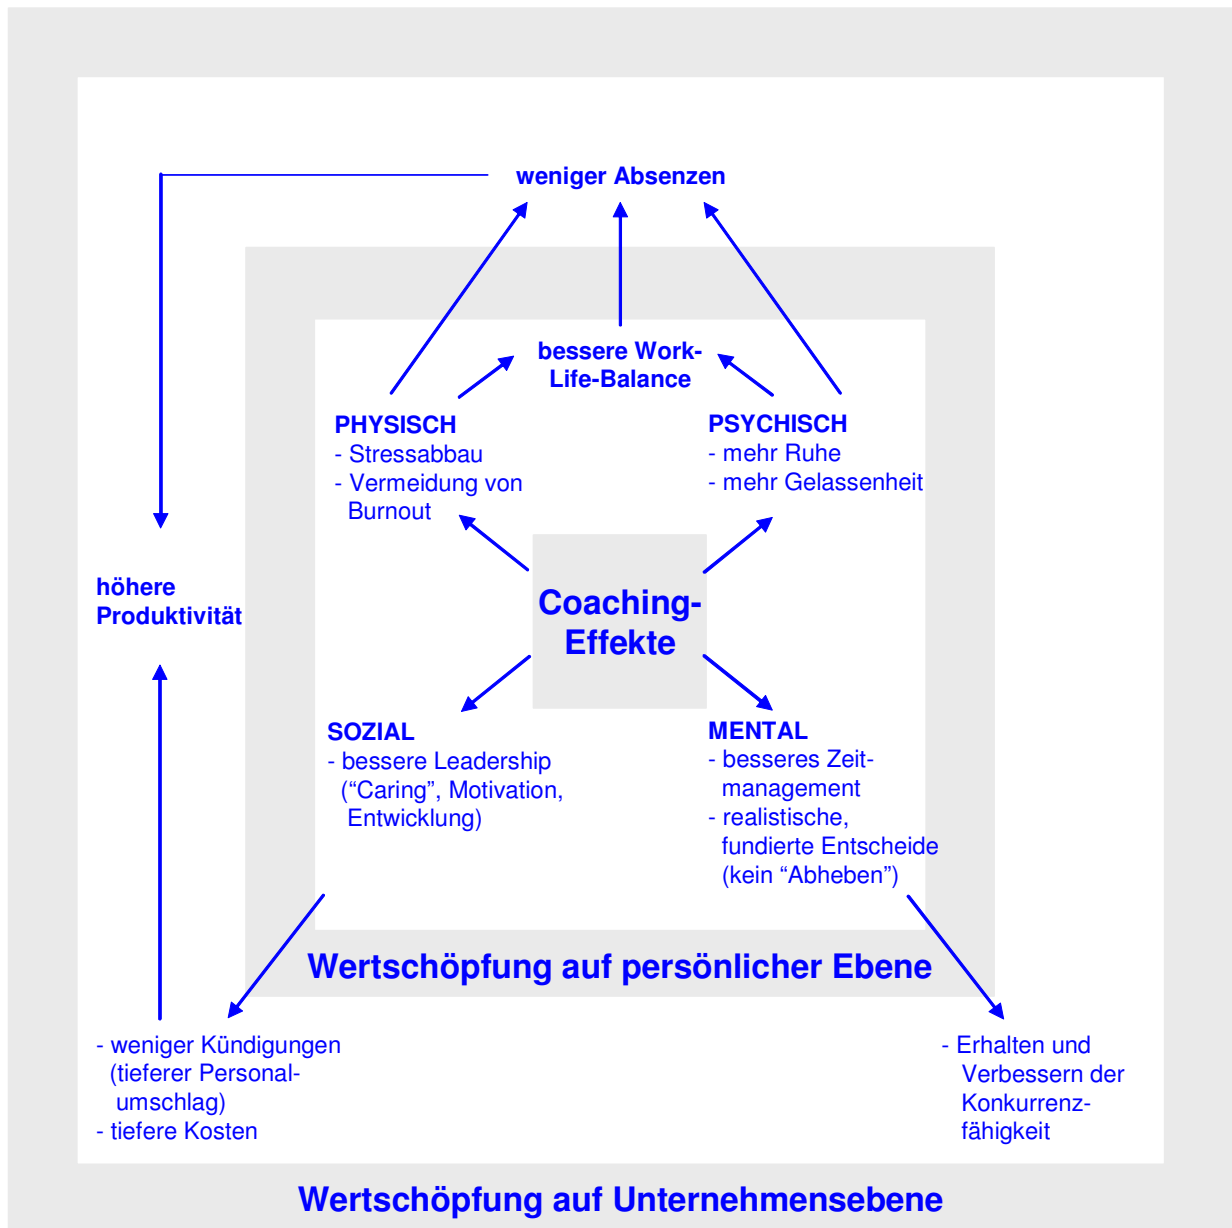 weniger Absenzen
bessere Work-
Life-Balance
PHYSISCH
- Stressabbau
- Vermeidung von
Burnout
PSYCHISCH
- mehr Ruhe
- mehr Gelassenheit
höhere
Produktivität
Coaching-
Effekte
SOZIAL
- bessere Leadership
(“Caring”, Motivation,
Entwicklung)
MENTAL
- besseres Zeit-
management
- realistische,
fundierte Entscheide
(kein “Abheben”)
Wertschöpfung auf persönlicher Ebene
- weniger Kündigungen
(tieferer Personal-
umschlag)
- tiefere Kosten
- Erhalten und
Verbessern der
Konkurrenz-
fähigkeit
Wertschöpfung auf Unternehmensebene